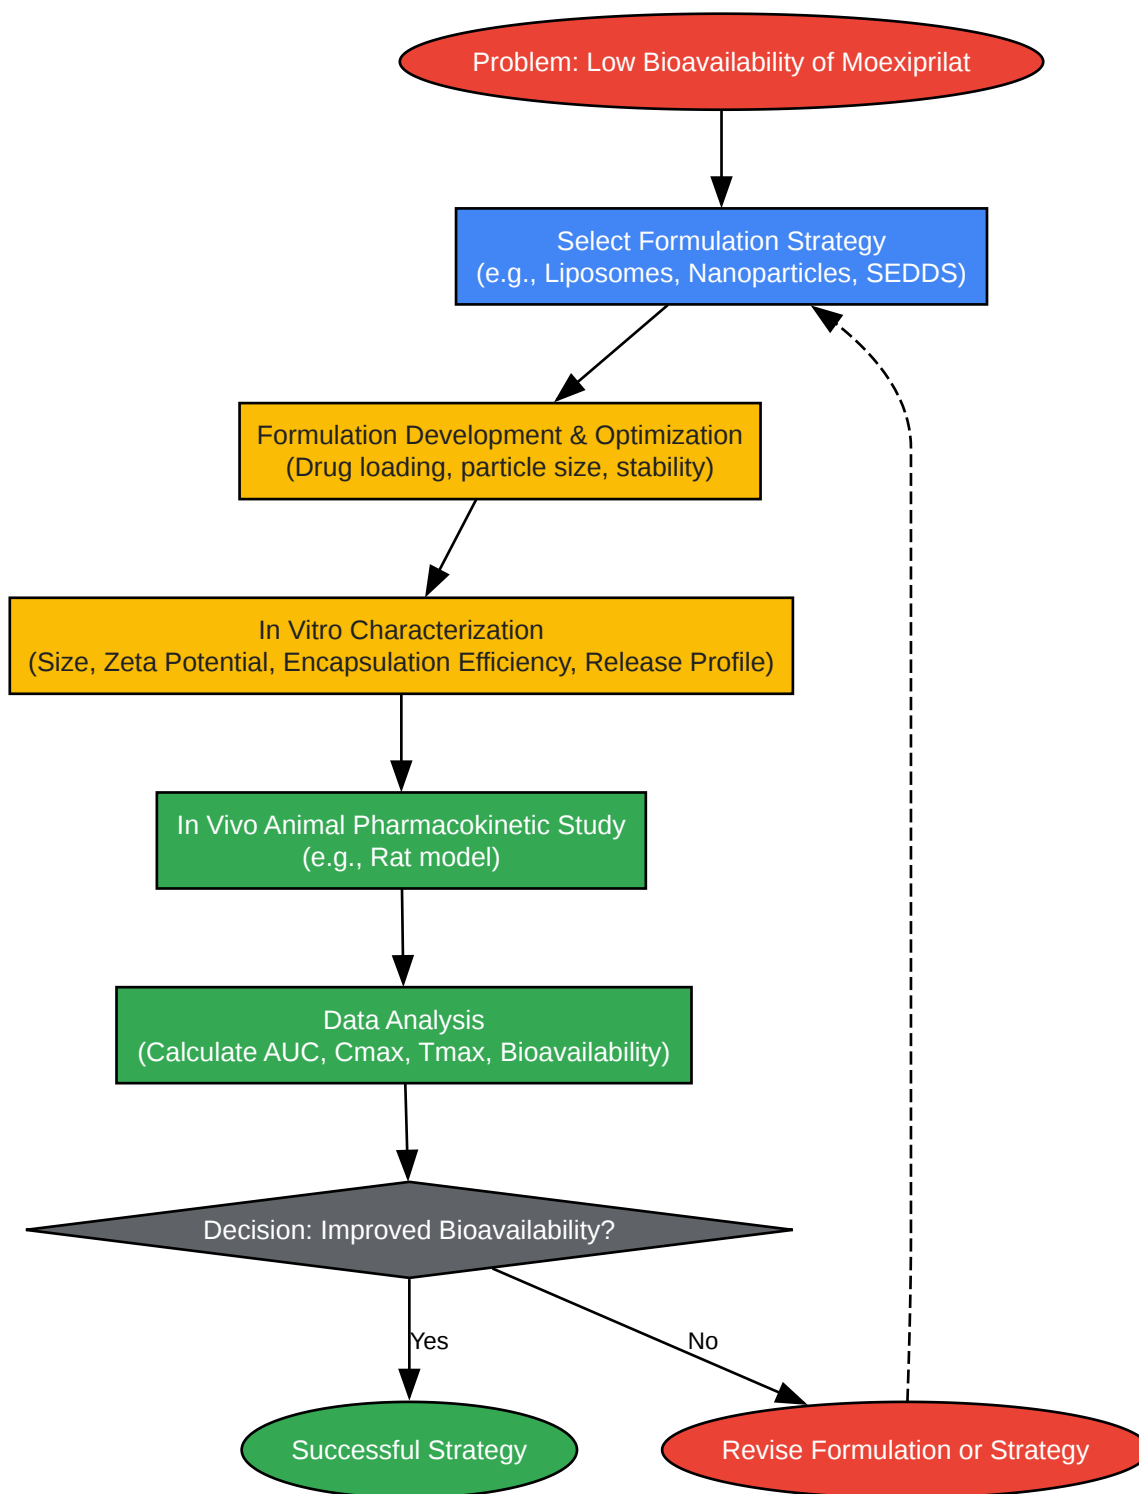 Problem: Low Bioavailability of Moexiprilat
Select Formulation Strategy
(e.g., Liposomes, Nanoparticles, SEDDS)
Formulation Development & Optimization
(Drug loading, particle size, stability)
In Vitro Characterization
(Size, Zeta Potential, Encapsulation Efficiency, Release Profile)
In Vivo Animal Pharmacokinetic Study
(e.g., Rat model)
Data Analysis
(Calculate AUC, Cmax, Tmax, Bioavailability)
Decision: Improved Bioavailability?
Yes
No
Successful Strategy
Revise Formulation or Strategy